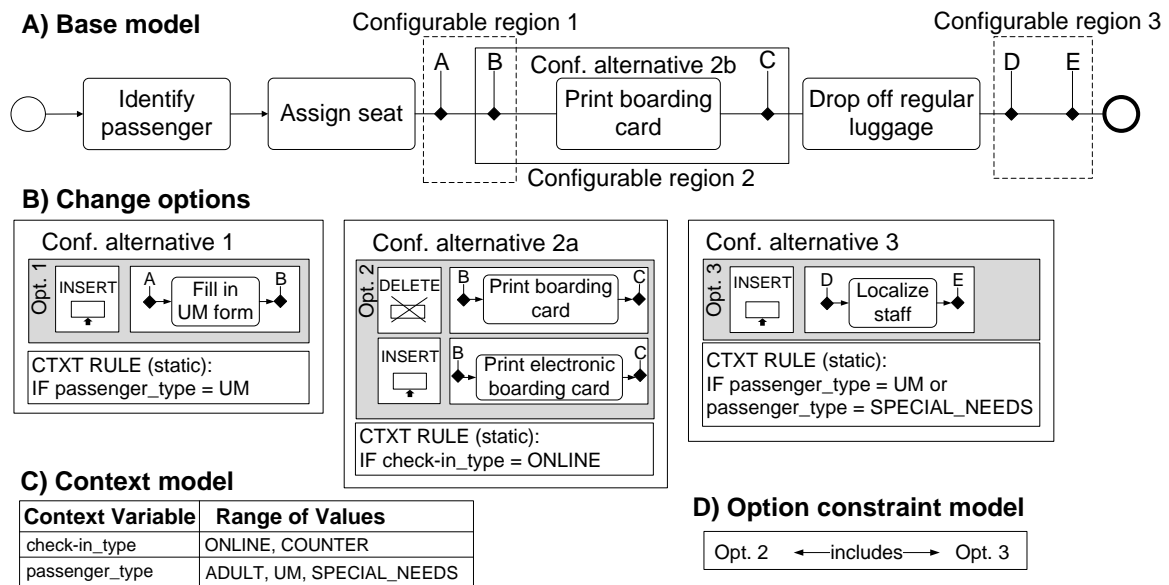 A) Base model
Configurable region 1
Configurable region 3
A
B
C
D
E
Conf. alternative 2b
Identify
passenger
Assign seat
Print boarding
card
Drop off regular
luggage
Configurable region 2
B) Change options
Conf. alternative 1
Opt. 1
INSERT
A
Fill in
UM form
B
CTXT RULE (static):
IF passenger_type = UM
Conf. alternative 2a
Opt. 2
DELETE
B
Print boarding
card
C
INSERT
B
Print electronic
boarding card
C
CTXT RULE (static):
IF check-in_type = ONLINE
Conf. alternative 3
Opt. 3
INSERT
D
Localize
staff
E
CTXT RULE (static):
IF passenger_type = UM or
passenger_type = SPECIAL_NEEDS
C) Context model
Context Variable Range of Values
check-in_type ONLINE, COUNTER
passenger_type ADULT, UM, SPECIAL_NEEDS
D) Option constraint model
Opt. 2 includes Opt. 3